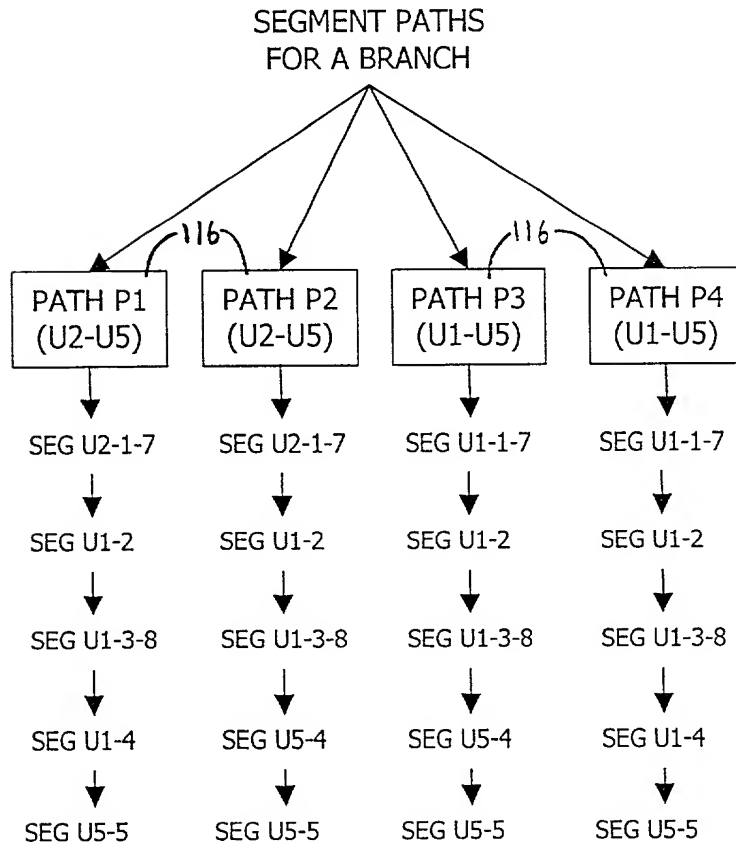 SEGMENT PATHS
FOR A BRANCH
116 116
PATH P1 PATH P2 PATH P3 PATH P4
(U2-U5) (U2-U5) (U1-U5) (U1-U5)
SEG U2-1-7 SEG U2-1-7 SEG U1-1-7 SEG U1-1-7
SEG U1-2 SEG U1-2 SEG U1-2 SEG U1-2
SEG U1-3-8 SEG U1-3-8 SEG U1-3-8 SEG U1-3-8
SEG U1-4 SEG U5-4 SEG U5-4 SEG U1-4
SEG U5-5 SEG U5-5 SEG U5-5 SEG U5-5